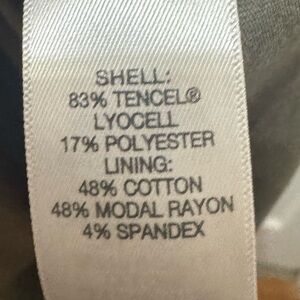 SHELL:
83% TENCEL®
LYOCELL
17% POLYESTER
LINING:
48% COTTON
48% MODAL RAYON
4% SPANDEX